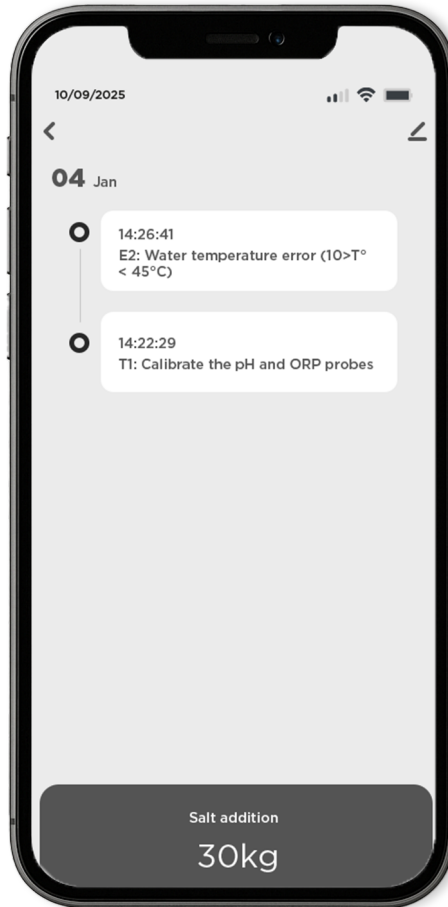 10/09/2025
04 Jan
14:26:41
E2: Water temperature error (10>T°
< 45°C)
14:22:29
T1: Calibrate the pH and ORP probes
Salt addition
30kg